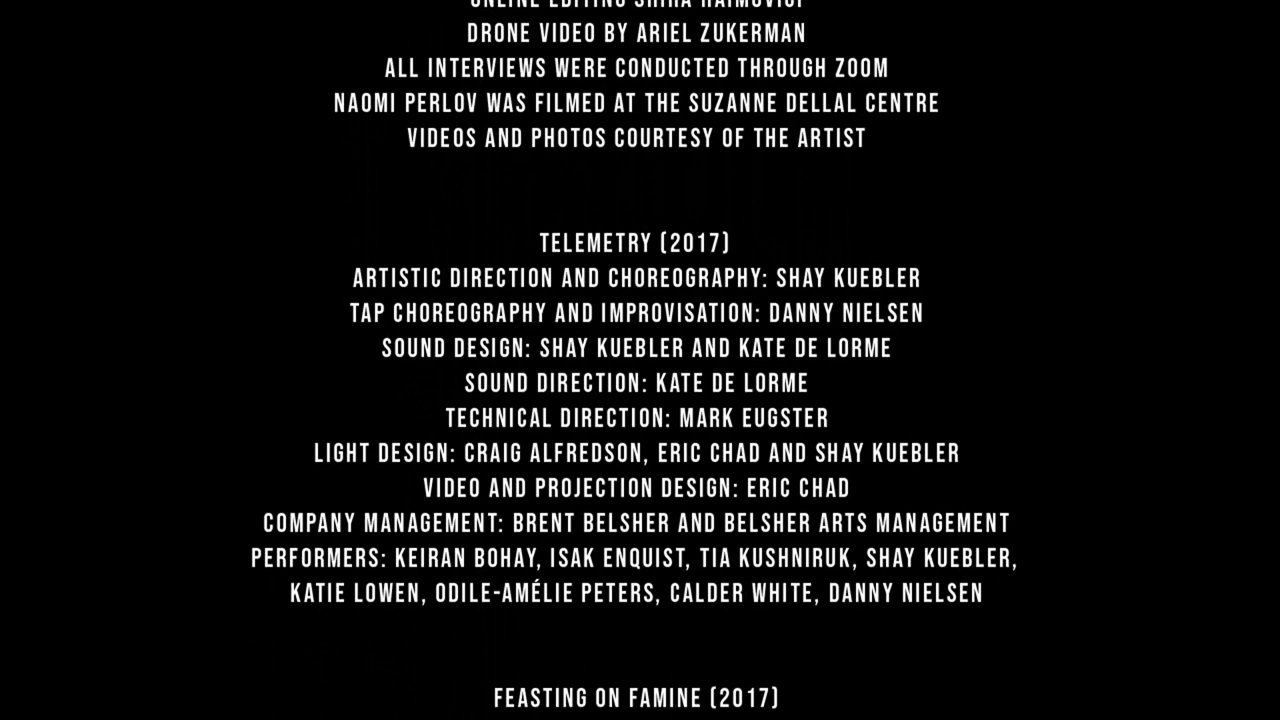 ONLINE EDITING SHIRA HAIMOVICI
DRONE VIDEO BY ARIEL ZUKERMAN
ALL INTERVIEWS WERE CONDUCTED THROUGH ZOOM
NAOMI PERLOV WAS FILMED AT THE SUZANNE DELLAL CENTRE
VIDEOS AND PHOTOS COURTESY OF THE ARTIST
TELEMETRY (2017)
ARTISTIC DIRECTION AND CHOREOGRAPHY: SHAY KUEBLER
TAP CHOREOGRAPHY AND IMPROVISATION: DANNY NIELSEN
SOUND DESIGN: SHAY KUEBLER AND KATE DE LORME
SOUND DIRECTION: KATE DE LORME
TECHNICAL DIRECTION: MARK EUGSTER
LIGHT DESIGN: CRAIG ALFREDSON, ERIC CHAD AND SHAY KUEBLER
VIDEO AND PROJECTION DESIGN: ERIC CHAD
COMPANY MANAGEMENT: BRENT BELSHER AND BELSHER ARTS MANAGEMENT
PERFORMERS: KEIRAN BOHAY, ISAK ENQUIST, TIA KUSHNIRUK, SHAY KUEBLER,
KATIE LOWEN, ODILE-AMÉLIE PETERS, CALDER WHITE, DANNY NIELSEN
FEASTING ON FAMINE (2017)